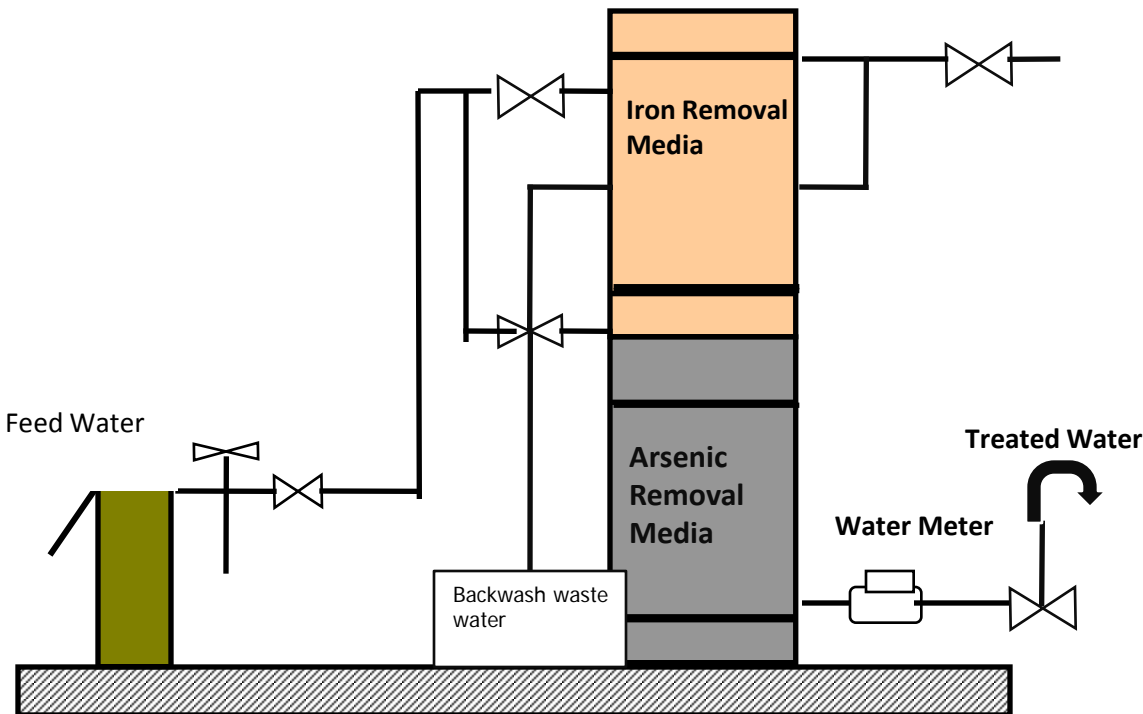 Iron Removal
Media
Feed Water
Arsenic
Removal
Media
Treated Water
Water Meter
Backwash waste
water